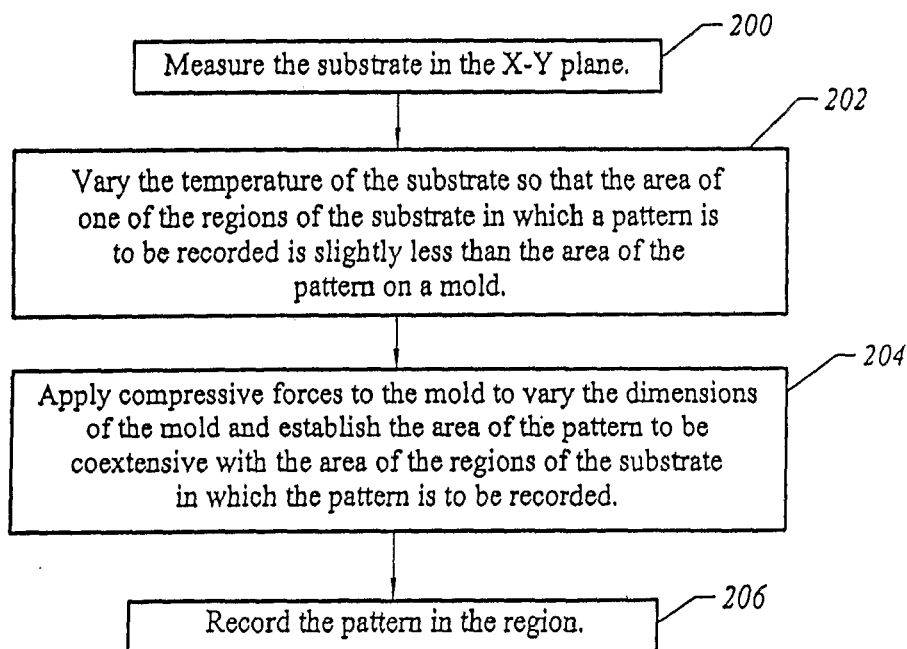 200
Measure the substrate in the X-Y plane.
202
Vary the temperature of the substrate so that the area of
one of the regions of the substrate in which a pattern is
to be recorded is slightly less than the area of the
pattern on a mold.
204
Apply compressive forces to the mold to vary the dimensions
of the mold and establish the area of the pattern to be
coextensive with the area of the regions of the substrate
in which the pattern is to be recorded.
206
Record the pattern in the region.